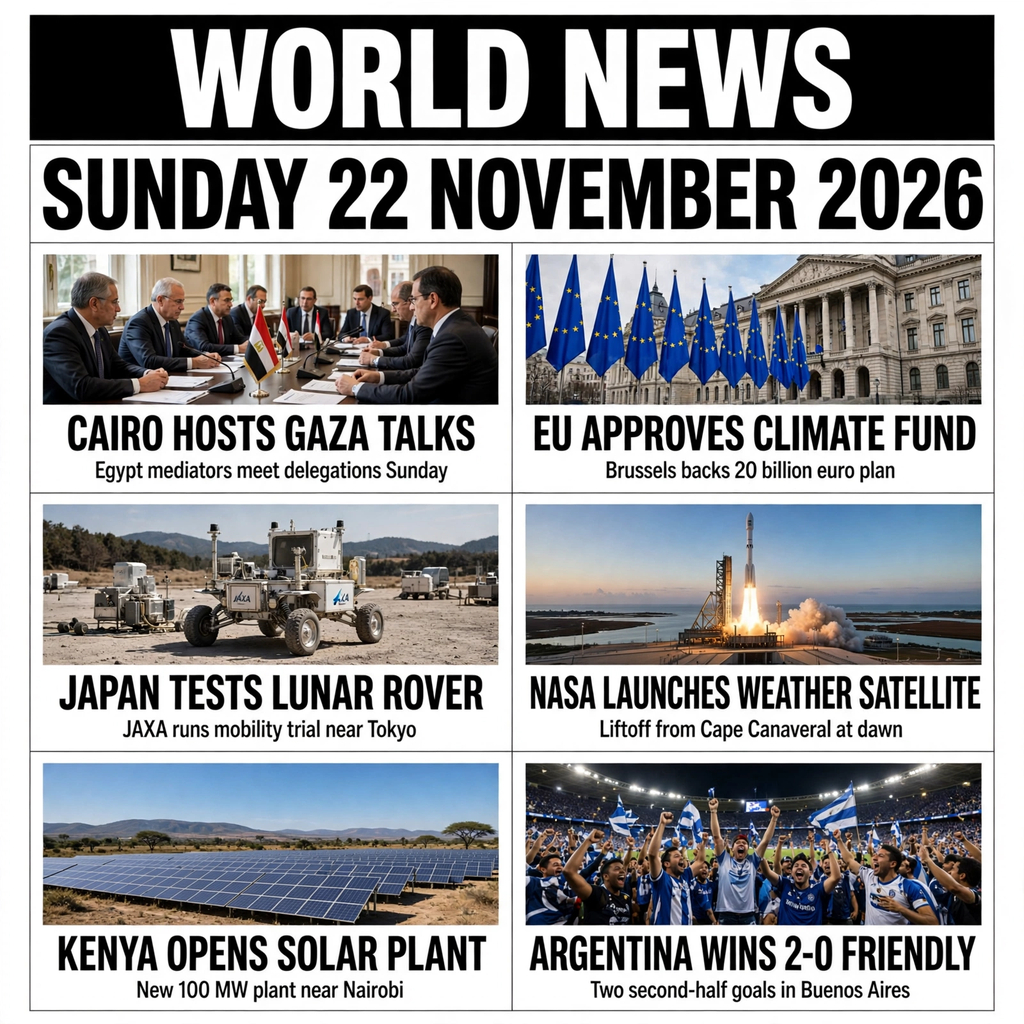 WORLD NEWS
SUNDAY 22 NOVEMBER 2026
CAIRO HOSTS GAZA TALKS
Egypt mediators meet delegations Sunday
EU APPROVES CLIMATE FUND
Brussels backs 20 billion euro plan
JAXA
JAPAN TESTS LUNAR ROVER
JAXA runs mobility trial near Tokyo
NASA LAUNCHES WEATHER SATELLITE
Liftoff from Cape Canaveral at dawn
KENYA OPENS SOLAR PLANT
New 100 MW plant near Nairobi
ARGENTINA WINS 2-0 FRIENDLY
Two second-half goals in Buenos Aires